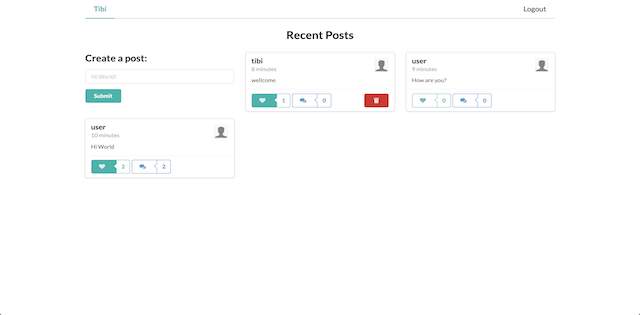 Tibi
Logout
Recent Posts
Create a post:
Hi World!
Submit
tibi
8 minutes
wellcome
1
0
user
9 minutes
How are you?
0
0
user
10 minutes
Hi World
2
2